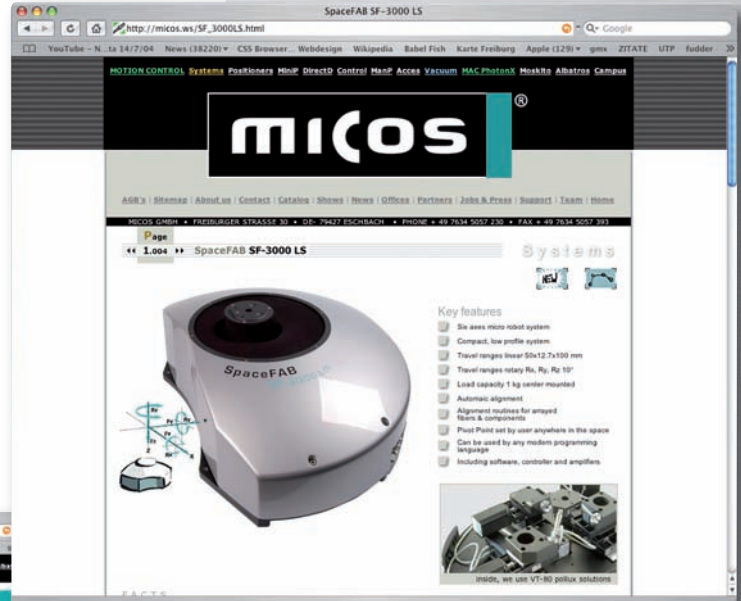 SpaceFAB SF-3000 LS
http://micos.ws/SF_3000LS.html
Google
YouTube - N...ta 14/7/04 News (38220) CSS Browser... Webdesign Wikipedia Babel Fish Karte Freiburg Apple (129) gmx ZITATE UTP fudder
MOTION CONTROL Systems Positioners MiniP DirectD Control ManP Acces Vacuum MAC PhotonX Moskito Albatros Campus
micos ®
AGB's | Sitemap | About us | Contact | Catalog | Shows | News | Offices | Partners | Jobs & Press | Support | Team | Home
MICOS GMBH • FREIBURGER STRASSE 30 • DE- 79427 ESCHBACH • PHONE + 49 7634 5057 230 • FAX + 49 7634 5057 393
Page
1.004 SpaceFAB SF-3000 LS
Systems
NEW
Key features
Six axes micro robot system
Compact, low profile system
Travel ranges linear 50x12.7x100 mm
Travel ranges rotary Rx, Ry, Rz 10°
Load capacity 1 kg center mounted
Automaic alignment
Alignment routines for arrayed
fibers & components
Pivot Point set by user anywhere in the space
Can be used by any modern programming
language
Including software, controller and amplifiers
SpaceFAB
SF-3000 LS
inside, we use VT-80 pollux solutions
FACTS